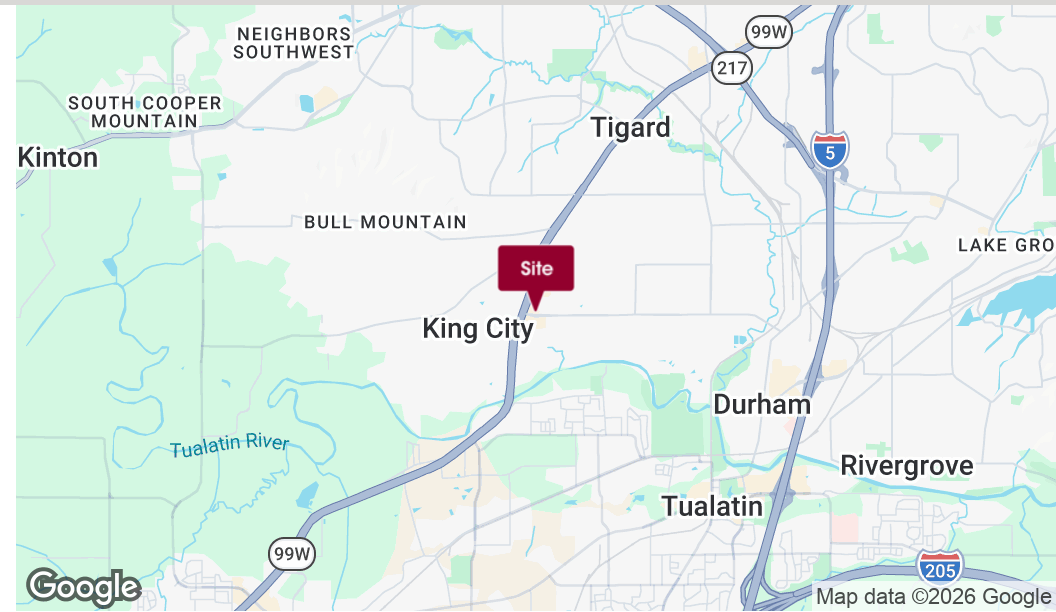 99W
NEIGHBORS
SOUTHWEST
217
SOUTH COOPER
MOUNTAIN
Tigard
5
Kinton
BULL MOUNTAIN
LAKE GRO
Site
King City
Durham
Tualatin River
Rivergrove
Tualatin
99W
205
Google
Map data ©2026 Google